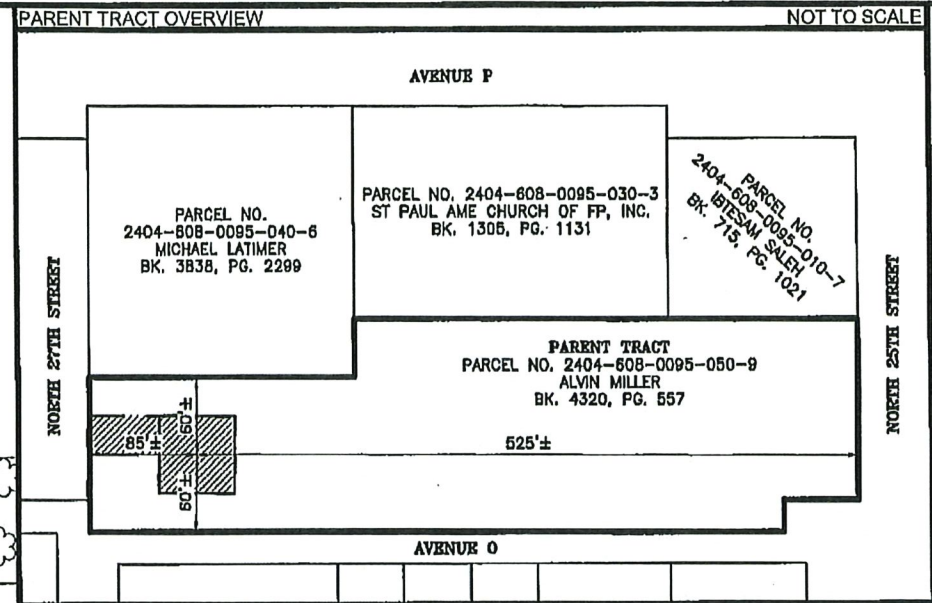 PARENT TRACT OVERVIEW
NOT TO SCALE
AVENUE P
PARCEL NO.
2404-608-0095-040-6
MICHAEL LATIMER
BK. 3838, PG. 2299
PARCEL NO. 2404-608-0095-030-3
ST PAUL AME CHURCH OF FP, INC.
BK. 1306, PG. 1131
PARCEL NO.
2404-608-0095-010-7
IBTESAM SALEH
BK. 715, PG. 1021
NORTH 27TH STREET
NORTH 25TH STREET
PARENT TRACT
PARCEL NO. 2404-608-0095-050-9
ALVIN MILLER
BK. 4320, PG. 557
60'±
85'±
525'±
60'±
AVENUE O